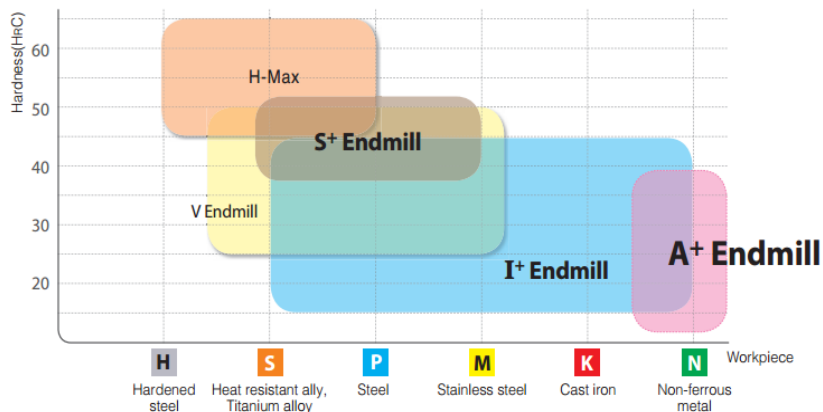 Hardness(HRC)
60
50
40
30
20
H-Max
S+ Endmill
V Endmill
I+ Endmill
A+ Endmill
H
S
P
M
K
N
Workpiece
Hardened
steel
Heat resistant ally,
Titanium alloy
Steel
Stainless steel
Cast iron
Non-ferrous
metal